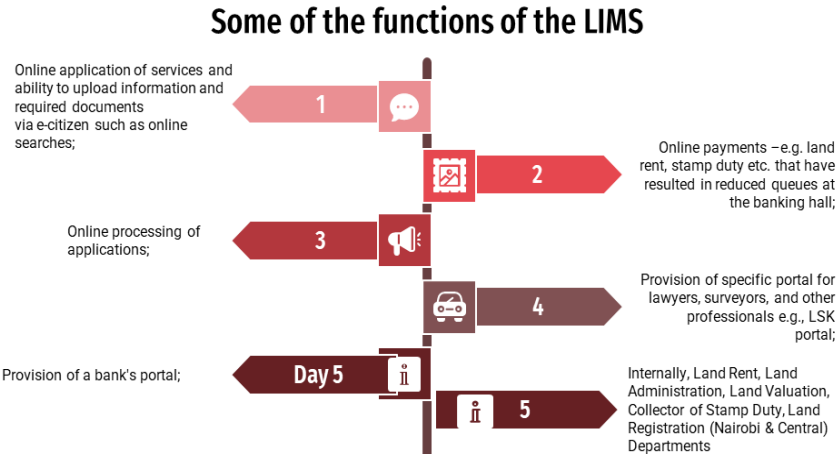 Some of the functions of the LIMS
Online application of services and
ability to upload information and
required documents
via e-citizen such as online
searches;
1
Online payments –e.g. land
rent, stamp duty etc. that have
resulted in reduced queues at
the banking hall;
2
Online processing of
applications;
3
Provision of specific portal for
lawyers, surveyors, and other
professionals e.g., LSK
portal;
4
Provision of a bank's portal;
Day 5
Internally, Land Rent, Land
Administration, Land Valuation,
Collector of Stamp Duty, Land
Registration (Nairobi & Central)
Departments
5